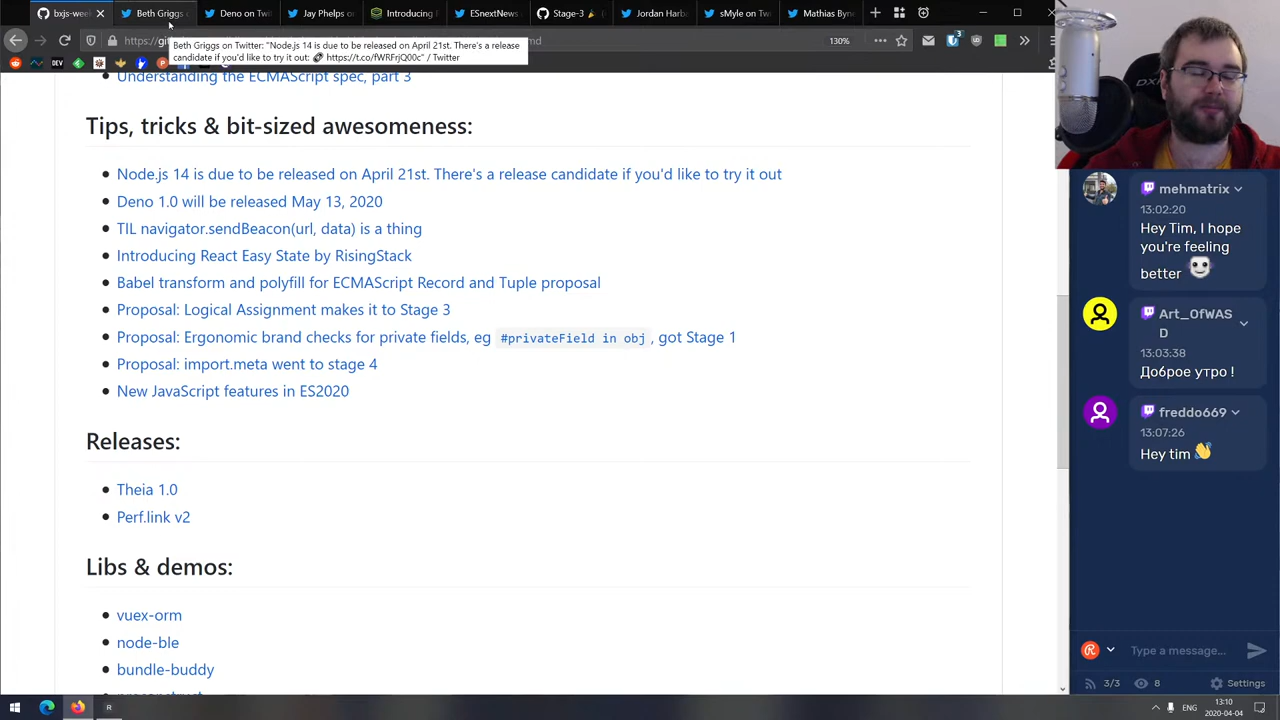 bxjs-wee
Beth Griggs
Deno on Twit
Jay Phelps o
Introducing R
ESnextNews
Stage-3
Jordan Harb
sMyle on Twi
Mathias Byn
https://git
130%
Beth Griggs on Twitter: "Node.js 14 is due to be released on April 21st. There's a release
candidate if you'd like to try it out: https://t.co/fWRFrjQ00c" / Twitter
Understanding the ECMAScript spec, part 3
Tips, tricks & bit-sized awesomeness:
Node.js 14 is due to be released on April 21st. There's a release candidate if you'd like to try it out
Deno 1.0 will be released May 13, 2020
TIL navigator.sendBeacon(url, data) is a thing
Introducing React Easy State by RisingStack
Babel transform and polyfill for ECMAScript Record and Tuple proposal
Proposal: Logical Assignment makes it to Stage 3
Proposal: Ergonomic brand checks for private fields, eg #privateField in obj, got Stage 1
Proposal: import.meta went to stage 4
New JavaScript features in ES2020
Releases:
Theia 1.0
Perf.link v2
Libs & demos:
vuex-orm
node-ble
bundle-buddy
preconstruct
mehmatrix
13:02:20
Hey Tim, I hope
you're feeling
better
Art_OfWAS
D
13:03:38
Доброе утро !
freddo669
13:07:26
Hey tim
Type a message...
3/3
8
Settings
ENG
13:10
2020-04-04